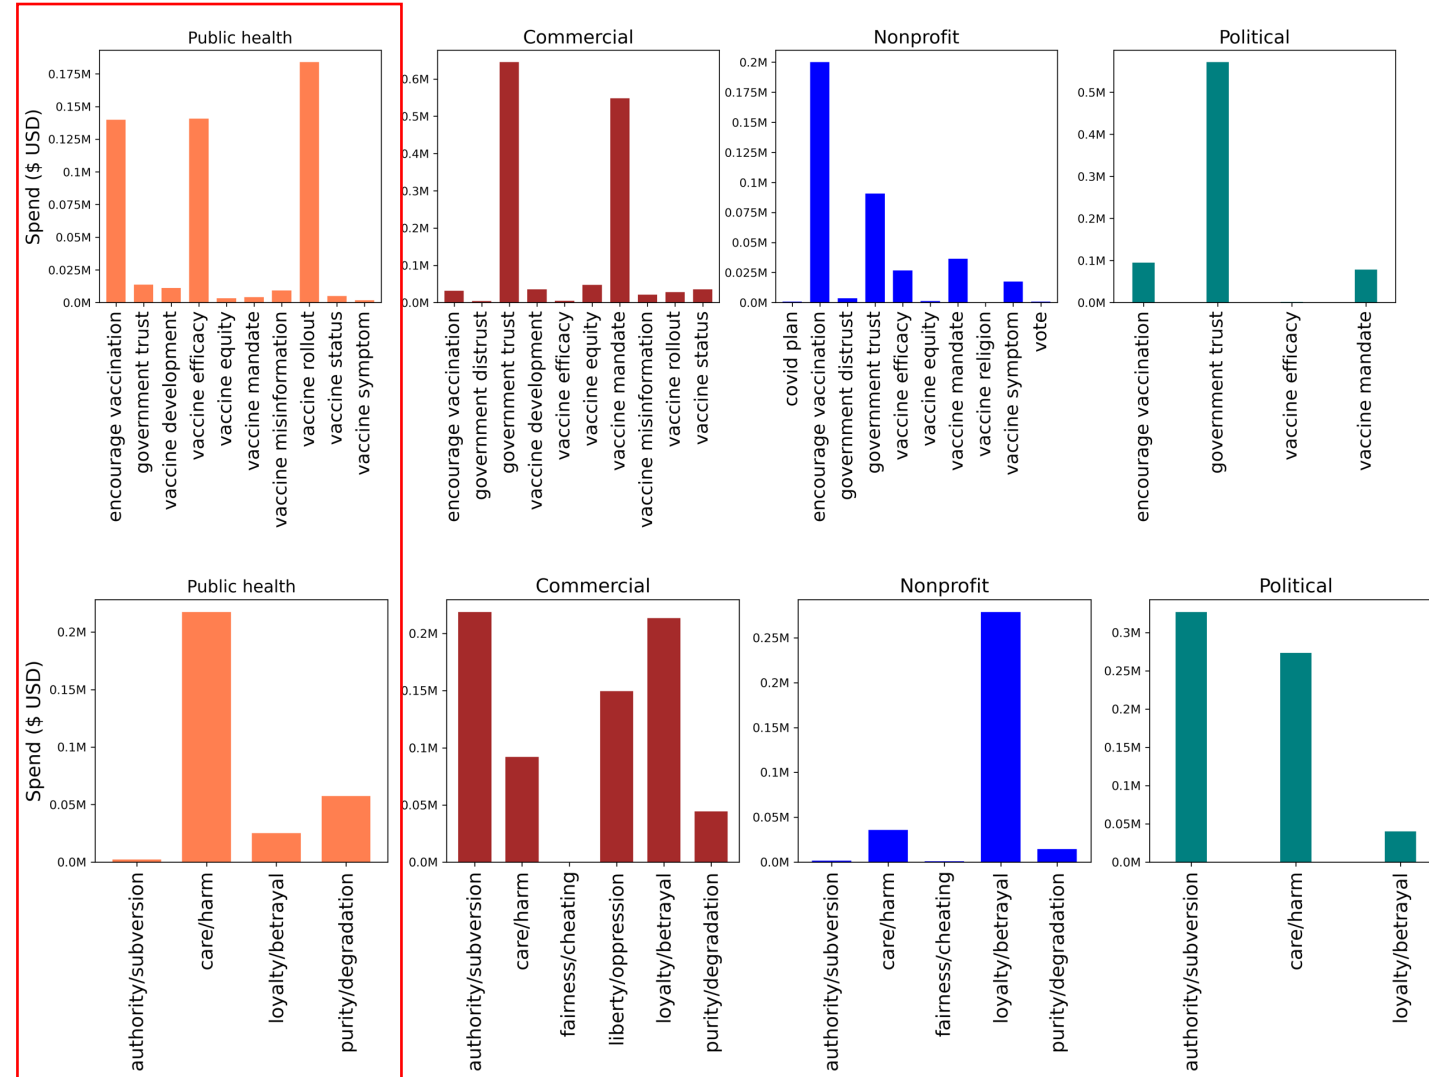 Public health
Spend ($ USD)
0.175M
0.15M
0.125M
0.1M
0.075M
0.05M
0.025M
0.0M
encourage vaccination
government trust
vaccine development
vaccine efficacy
vaccine equity
vaccine mandate
vaccine misinformation
vaccine rollout
vaccine status
vaccine symptom
Commercial
0.6M
0.5M
0.4M
0.3M
0.2M
0.1M
0.0M
encourage vaccination
government distrust
government trust
vaccine development
vaccine efficacy
vaccine equity
vaccine mandate
vaccine misinformation
vaccine rollout
vaccine status
Nonprofit
0.2M
0.175M
0.15M
0.125M
0.1M
0.075M
0.05M
0.025M
0.0M
covid plan
encourage vaccination
government distrust
government trust
vaccine efficacy
vaccine equity
vaccine mandate
vaccine religion
vaccine symptom
vote
Political
0.5M
0.4M
0.3M
0.2M
0.1M
0.0M
encourage vaccination
government trust
vaccine efficacy
vaccine mandate
Public health
Spend ($ USD)
0.2M
0.15M
0.1M
0.05M
0.0M
authority/subversion
care/harm
loyalty/betrayal
purity/degradation
Commercial
0.2M
0.15M
0.1M
0.05M
0.0M
authority/subversion
care/harm
fairness/cheating
liberty/oppression
loyalty/betrayal
purity/degradation
Nonprofit
0.25M
0.2M
0.15M
0.1M
0.05M
0.0M
authority/subversion
care/harm
fairness/cheating
loyalty/betrayal
purity/degradation
Political
0.3M
0.25M
0.2M
0.15M
0.1M
0.05M
0.0M
authority/subversion
care/harm
loyalty/betrayal